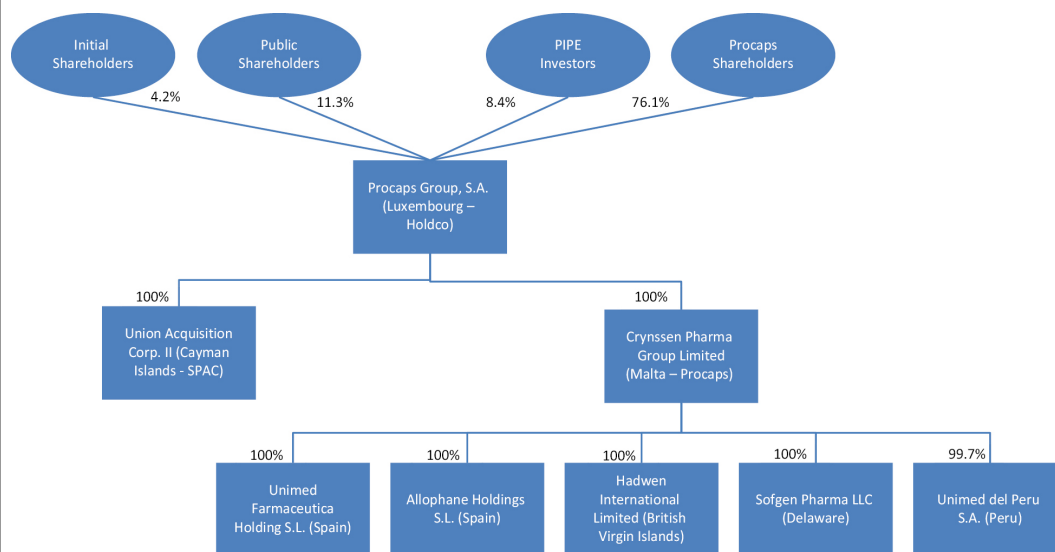 Initial
Shareholders
Public
Shareholders
PIPE
Investors
Procaps
Shareholders
4.2%
11.3%
8.4%
76.1%
Procaps Group, S.A.
(Luxembourg –
Holdco)
100%
100%
Union Acquisition
Corp. II (Cayman
Islands - SPAC)
Crynssen Pharma
Group Limited
(Malta – Procaps)
100%
100%
100%
100%
99.7%
Unimed
Farmaceutica
Holding S.L. (Spain)
Allophane Holdings
S.L. (Spain)
Hadwen
International
Limited (British
Virgin Islands)
Sofgen Pharma LLC
(Delaware)
Unimed del Peru
S.A. (Peru)